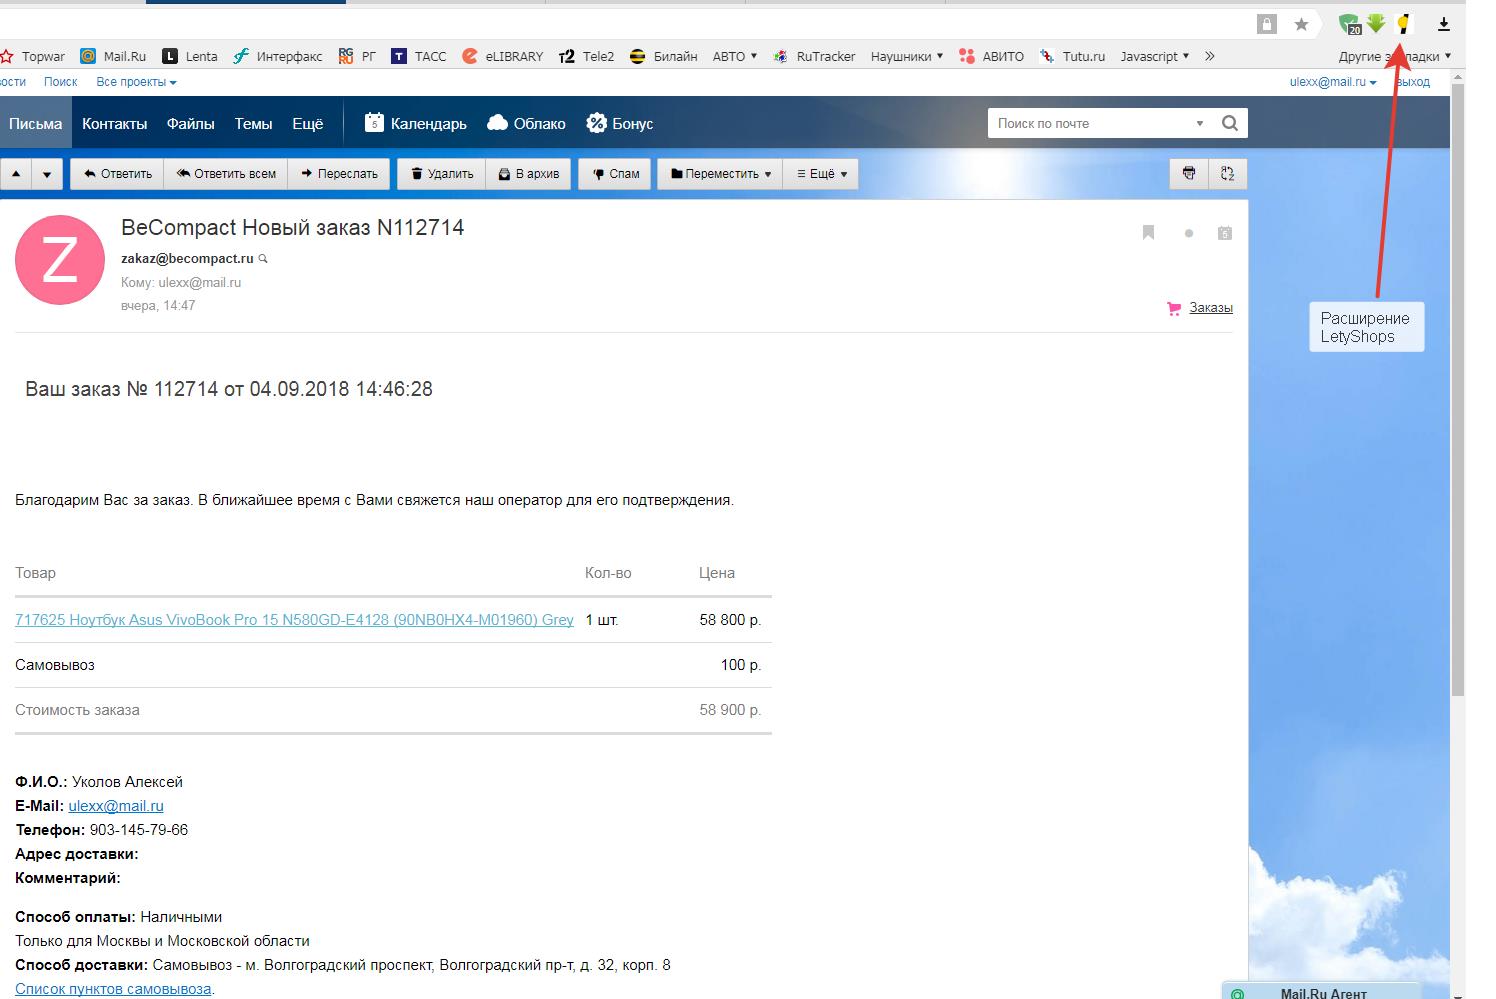 20
Topwar Mail.Ru L Lenta Интерфакс RG RU РГ T ТАСС eLIBRARY T2 Tele2 Билайн АВТО RuTracker Наушники АВИТО Tutu.ru Javascript Другие закладки
вости Поиск Все проекты ulexx@mail.ru выход
Письма Контакты Файлы Темы Ещё 5 Календарь Облако Бонус Поиск по почте
Ответить Ответить всем Переслать Удалить В архив Спам Переместить Ещё
Z
BeCompact Новый заказ N112714
zakaz@becompact.ru
Кому: ulexx@mail.ru
вчера, 14:47
5
Заказы
Расширение
LetyShops
Ваш заказ № 112714 от 04.09.2018 14:46:28
Благодарим Вас за заказ. В ближайшее время с Вами свяжется наш оператор для его подтверждения.
Товар Кол-во Цена
717625 Ноутбук Asus VivoBook Pro 15 N580GD-E4128 (90NB0HX4-M01960) Grey 1 шт. 58 800 р.
Самовывоз 100 р.
Стоимость заказа 58 900 р.
Ф.И.О.: Уколов Алексей
E-Mail: ulexx@mail.ru
Телефон: 903-145-79-66
Адрес доставки:
Комментарий:
Способ оплаты: Наличными
Только для Москвы и Московской области
Способ доставки: Самовывоз - м. Волгоградский проспект, Волгоградский пр-т, д. 32, корп. 8
Список пунктов самовывоза.
Mail.Ru Агент